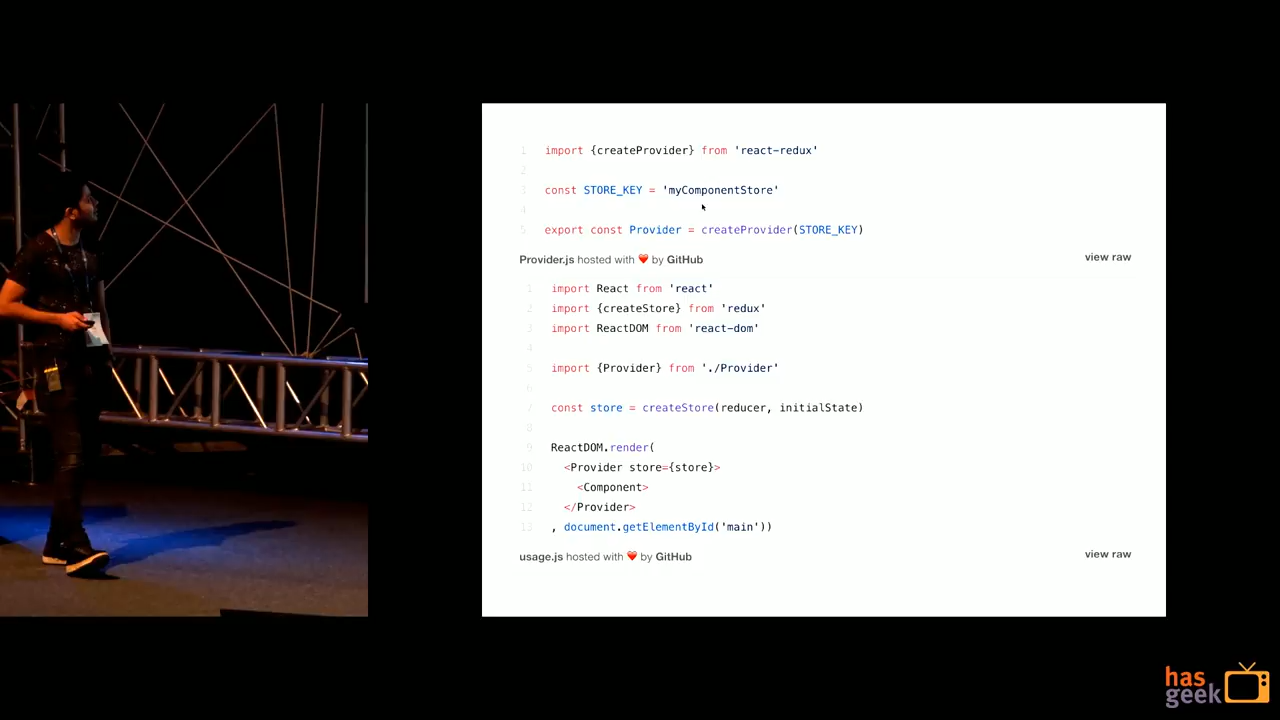 1 import {createProvider} from 'react-redux'
2
3 const STORE_KEY = 'myComponentStore'
4
5 export const Provider = createProvider(STORE_KEY)
Provider.js hosted with ❤ by GitHub view raw
1 import React from 'react'
2 import {createStore} from 'redux'
3 import ReactDOM from 'react-dom'
4
5 import {Provider} from './Provider'
6
7 const store = createStore(reducer, initialState)
8
9 ReactDOM.render(
10 <Provider store={store}>
11 <Component>
12 </Provider>
13 , document.getElementById('main'))
usage.js hosted with ❤ by GitHub view raw
has
geek